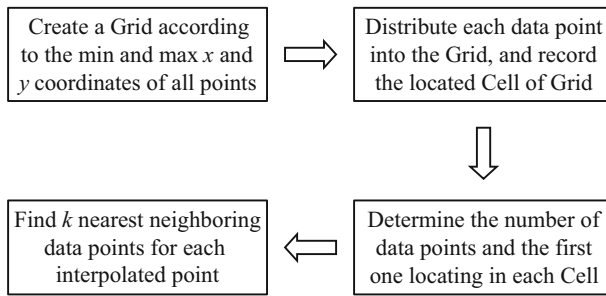 Create a Grid according
to the min and max x and
y coordinates of all points
Distribute each data point
into the Grid, and record
the located Cell of Grid
Determine the number of
data points and the first
one locating in each Cell
Find k nearest neighboring
data points for each
interpolated point